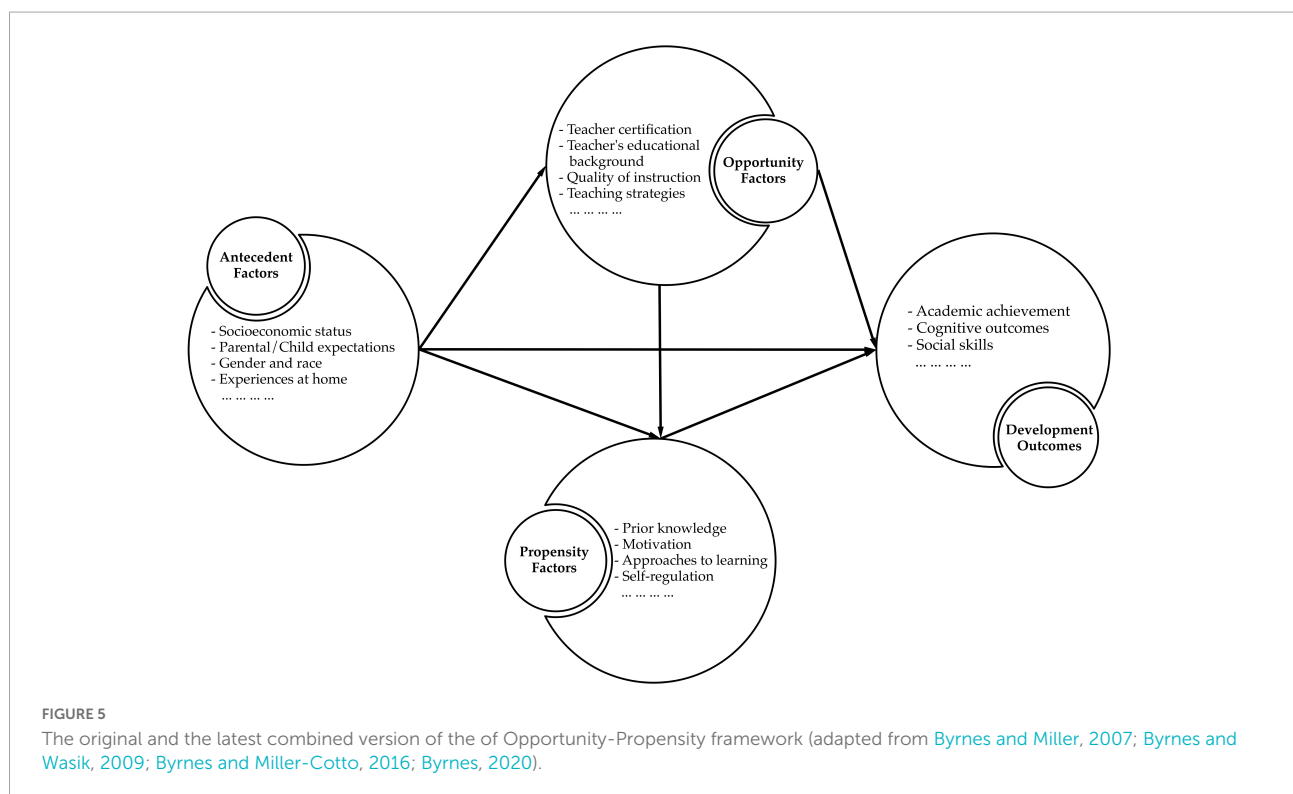 - Teacher certification
- Teacher's educational
background
- Quality of instruction
- Teaching strategies
... ... ... ...
Opportunity
Factors
Antecedent
Factors
- Socioeconomic status
- Parental/Child expectations
- Gender and race
- Experiences at home
... ... ... ...
- Academic achievement
- Cognitive outcomes
- Social skills
... ... ... ...
Development
Outcomes
Propensity
Factors
- Prior knowledge
- Motivation
- Approaches to learning
- Self-regulation
... ... ... ...
FIGURE 5
The original and the latest combined version of the of Opportunity-Propensity framework (adapted from Byrnes and Miller, 2007; Byrnes and
Wasik, 2009; Byrnes and Miller-Cotto, 2016; Byrnes, 2020).